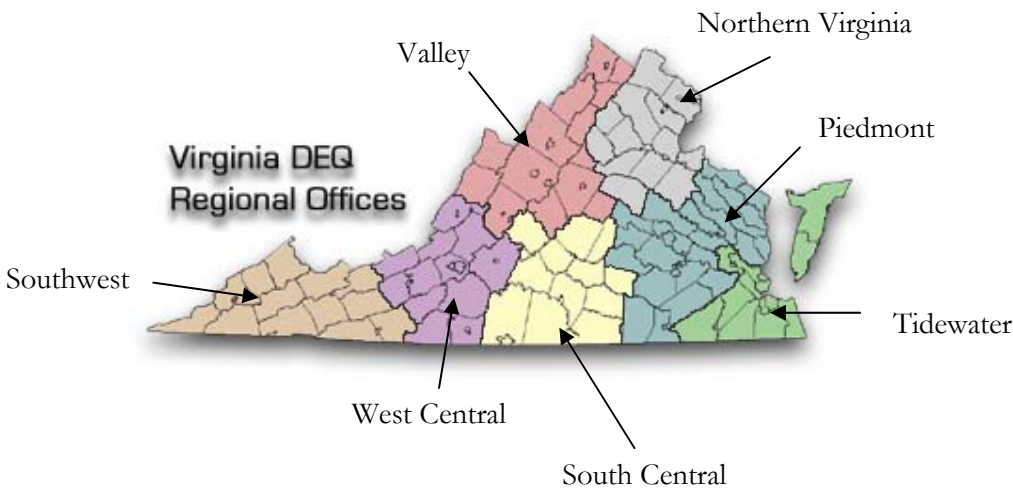 Northern Virginia
Valley
Piedmont
Virginia DEQ
Regional Offices
Southwest
Tidewater
West Central
South Central